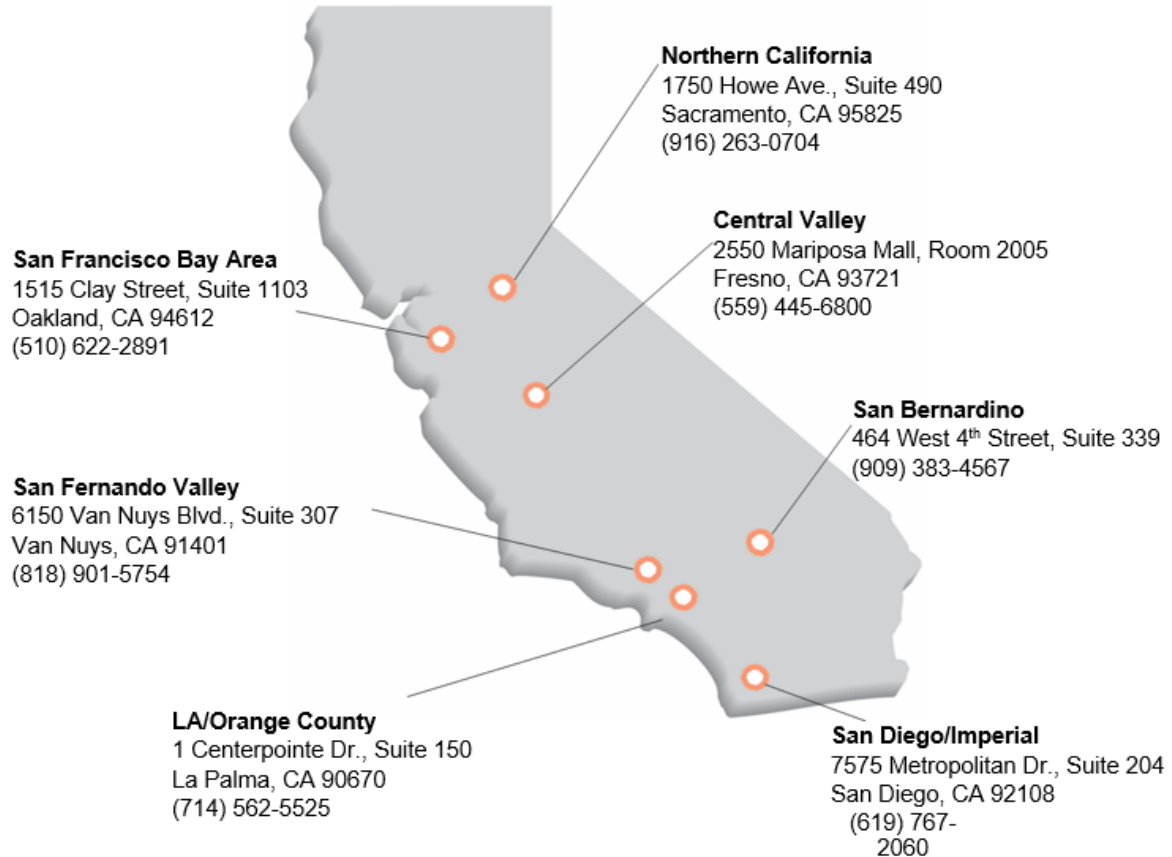 Northern California
1750 Howe Ave., Suite 490
Sacramento, CA 95825
(916) 263-0704
Central Valley
2550 Mariposa Mall, Room 2005
Fresno, CA 93721
(559) 445-6800
San Francisco Bay Area
1515 Clay Street, Suite 1103
Oakland, CA 94612
(510) 622-2891
San Bernardino
464 West 4th Street, Suite 339
(909) 383-4567
San Fernando Valley
6150 Van Nuys Blvd., Suite 307
Van Nuys, CA 91401
(818) 901-5754
LA/Orange County
1 Centerpointe Dr., Suite 150
La Palma, CA 90670
(714) 562-5525
San Diego/Imperial
7575 Metropolitan Dr., Suite 204
San Diego, CA 92108
(619) 767-
2060